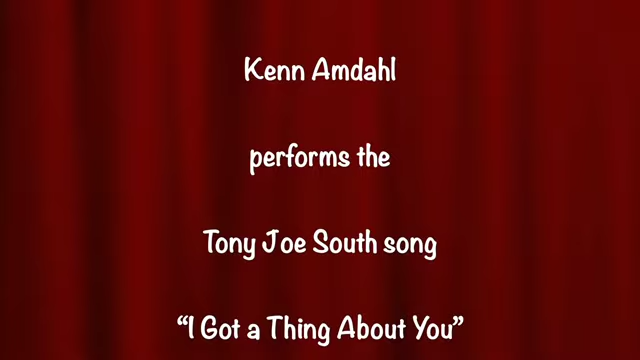 Kenn Amdahl
performs the
Tony Joe South song
“I Got a Thing About You”